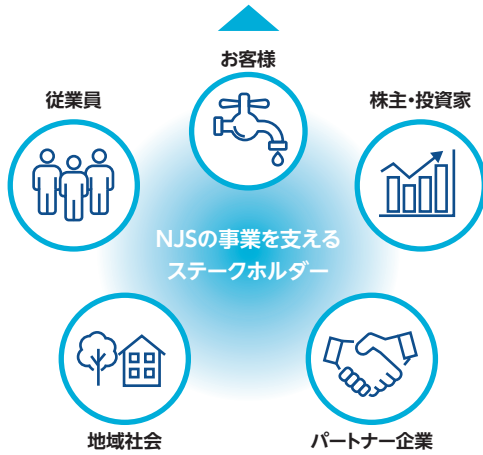 お客様
従業員
株主・投資家
NJSの事業を支える
ステークホルダー
地域社会
パートナー企業